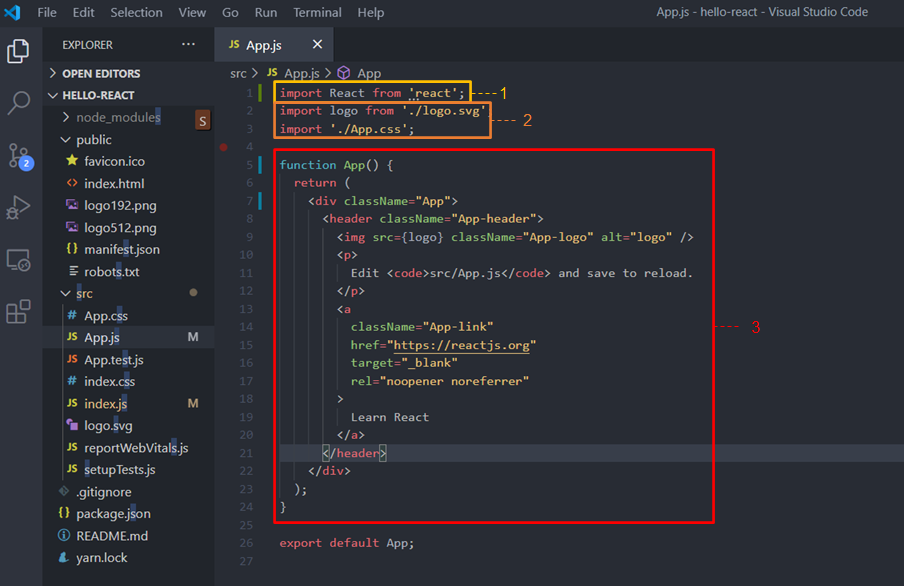 File Edit Selection View Go Run Terminal Help App.js - hello-react - Visual Studio Code
EXPLORER ···
JS App.js ×
OPEN EDITORS
HELLO-REACT
node_modules S
public
favicon.ico
index.html
logo192.png
logo512.png
{} manifest.json
robots.txt
src
# App.css
JS App.js M
JS App.test.js
# index.css
JS index.js M
logo.svg
JS reportWebVitals.js
JS setupTests.js
.gitignore
{} package.json
README.md
yarn.lock
2
src > JS App.js > App
1 import React from 'react'; 1
2 import logo from './logo.svg' 2
3 import './App.css';
4
5 function App() {
6 return (
7 <div className="App">
8 <header className="App-header">
9 <img src={logo} className="App-logo" alt="logo" />
10 <p>
11 Edit <code>src/App.js</code> and save to reload.
12 </p>
13 <a
14 className="App-link"
15 href="https://reactjs.org" 3
16 target="_blank"
17 rel="noopener noreferrer"
18 >
19 Learn React
20 </a>
21 </header>
22 </div>
23 );
24 }
25
26 export default App;
27